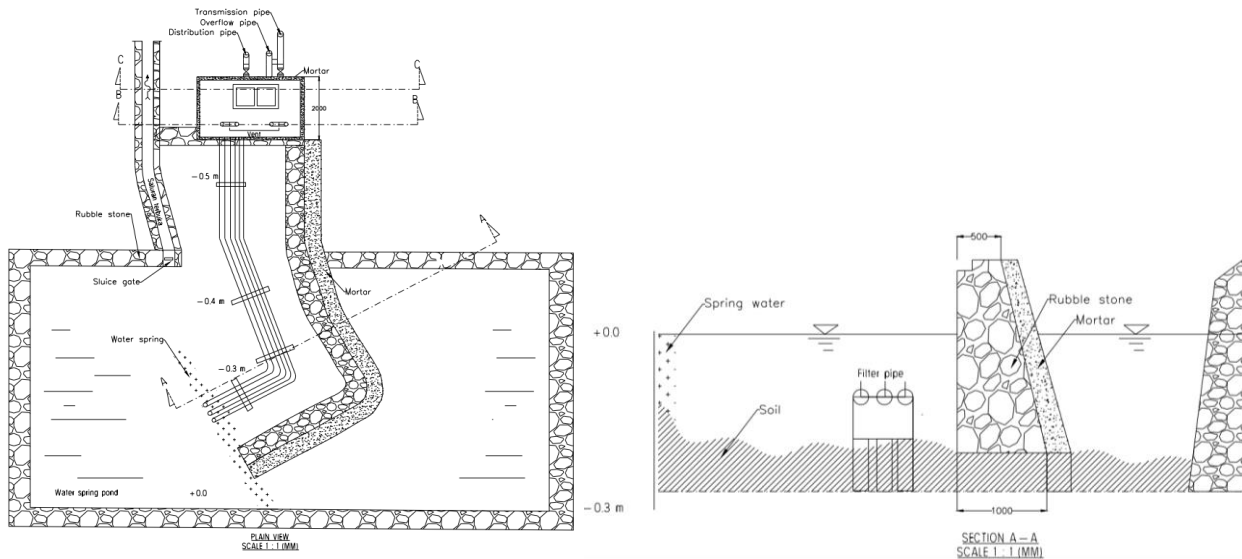 Transmission pipe
Overflow pipe
Distribution pipe
Mortar
C
C
B
B
2000
Vent
-0.5 m
Saluran terbuka
Rubble stone
Sluice gate
A
Mortar
-0.4 m
Water spring
-0.3 m
A
Water spring pond
+0.0
PLAIN VIEW
SCALE 1 : 1 (MM)
500
Spring water
Rubble stone
Mortar
+0.0
Filter pipe
Soil
-0.3 m
1000
SECTION A-A
SCALE 1 : 1 (MM)